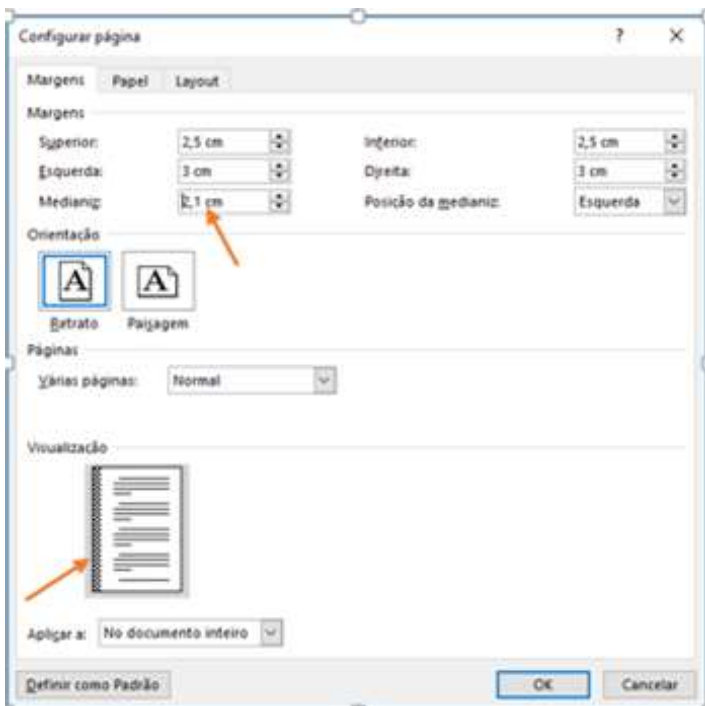 Configurar página ? ×
Margens Papel Layout
Margens
Superior: 2,5 cm Inferior: 2,5 cm
Esquerda: 3 cm Direita: 3 cm
Medianiz: 2,1 cm Posição da medianiz: Esquerda
Orientação
A A
Retrato Paisagem
Páginas
Várias páginas: Normal
Visualização
Aplicar a: No documento inteiro
Definir como Padrão OK Cancelar